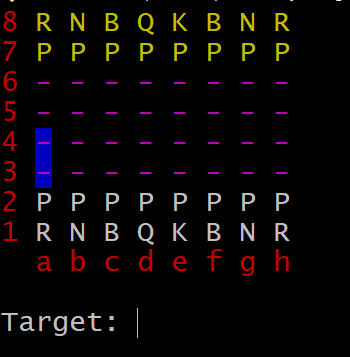 8 R N B Q K B N R
7 P P P P P P P P
6 - - - - - - - -
5 - - - - - - - -
4 - - - - - - - -
3 - - - - - - - -
2 P P P P P P P P
1 R N B Q K B N R
a b c d e f g h
Target: